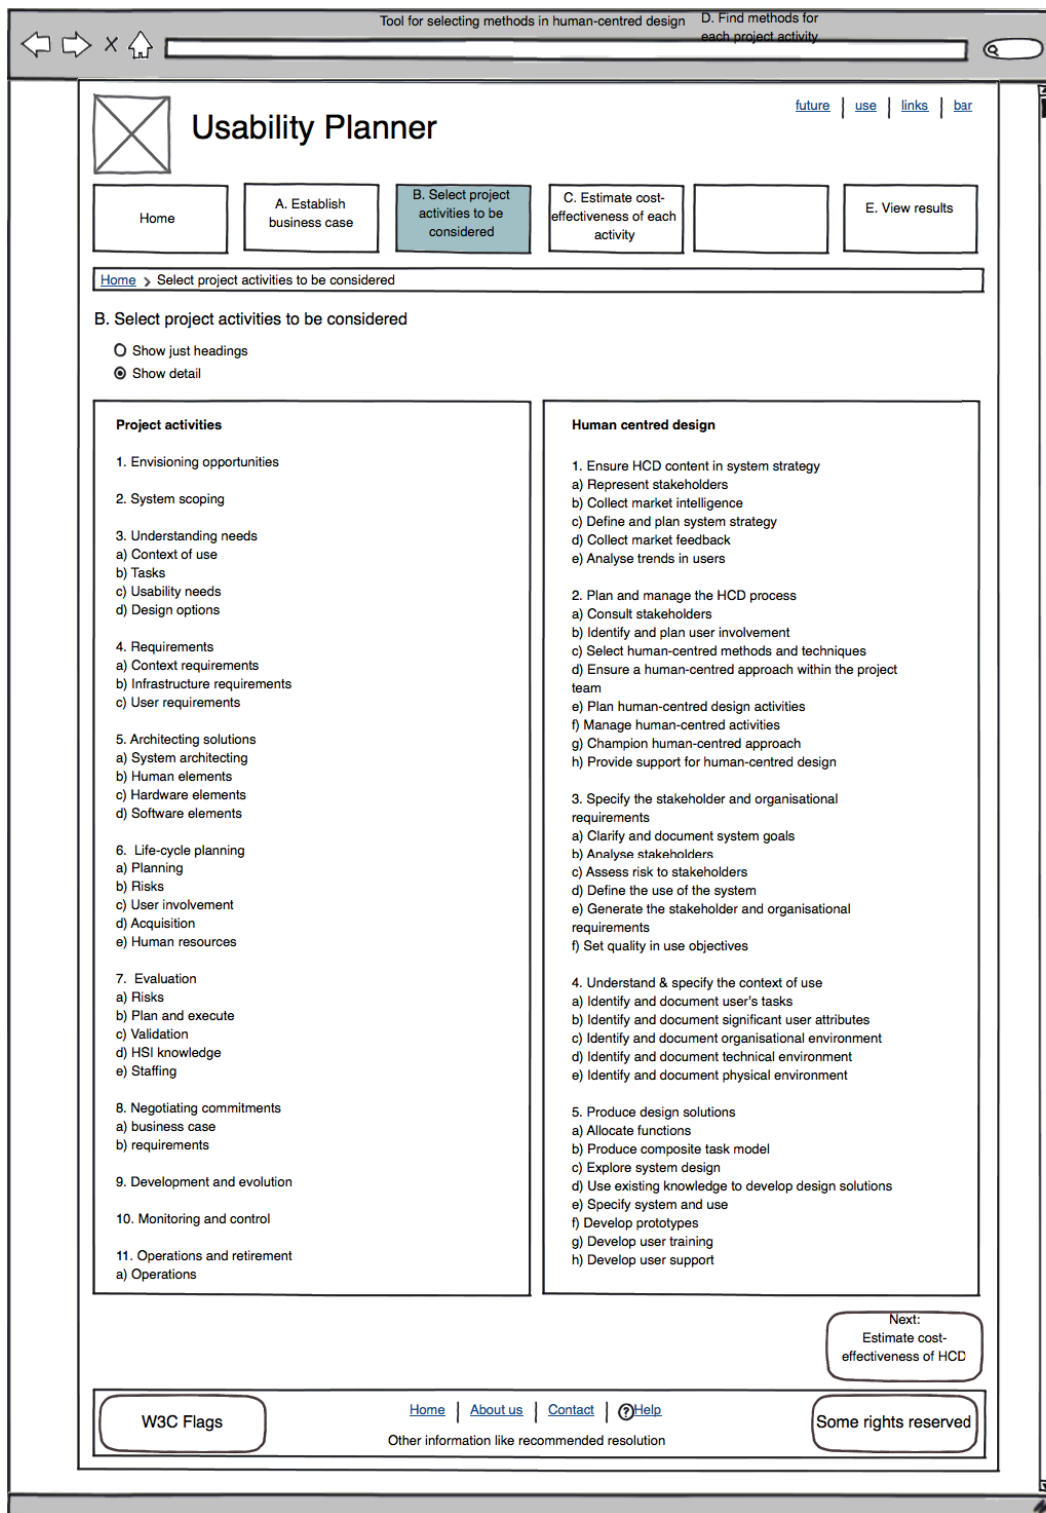 Tool for selecting methods in human-centred design
D. Find methods for
each project activity
Usability Planner
future | use | links | bar
Home
A. Establish
business case
B. Select project
activities to be
considered
C. Estimate cost-
effectiveness of each
activity
E. View results
Home > Select project activities to be considered
B. Select project activities to be considered
Show just headings
Show detail
Project activities
1. Envisioning opportunities
2. System scoping
3. Understanding needs
a) Context of use
b) Tasks
c) Usability needs
d) Design options
4. Requirements
a) Context requirements
b) Infrastructure requirements
c) User requirements
5. Architecting solutions
a) System architecting
b) Human elements
c) Hardware elements
d) Software elements
6. Life-cycle planning
a) Planning
b) Risks
c) User involvement
d) Acquisition
e) Human resources
7. Evaluation
a) Risks
b) Plan and execute
c) Validation
d) HSI knowledge
e) Staffing
8. Negotiating commitments
a) business case
b) requirements
9. Development and evolution
10. Monitoring and control
11. Operations and retirement
a) Operations
Human centred design
1. Ensure HCD content in system strategy
a) Represent stakeholders
b) Collect market intelligence
c) Define and plan system strategy
d) Collect market feedback
e) Analyse trends in users
2. Plan and manage the HCD process
a) Consult stakeholders
b) Identify and plan user involvement
c) Select human-centred methods and techniques
d) Ensure a human-centred approach within the project
team
e) Plan human-centred design activities
f) Manage human-centred activities
g) Champion human-centred approach
h) Provide support for human-centred design
3. Specify the stakeholder and organisational
requirements
a) Clarify and document system goals
b) Analyse stakeholders
c) Assess risk to stakeholders
d) Define the use of the system
e) Generate the stakeholder and organisational
requirements
f) Set quality in use objectives
4. Understand & specify the context of use
a) Identify and document user's tasks
b) Identify and document significant user attributes
c) Identify and document organisational environment
d) Identify and document technical environment
e) Identify and document physical environment
5. Produce design solutions
a) Allocate functions
b) Produce composite task model
c) Explore system design
d) Use existing knowledge to develop design solutions
e) Specify system and use
f) Develop prototypes
g) Develop user training
h) Develop user support
Next:
Estimate cost-
effectiveness of HCD
W3C Flags
Home | About us | Contact | ?Help
Other information like recommended resolution
Some rights reserved